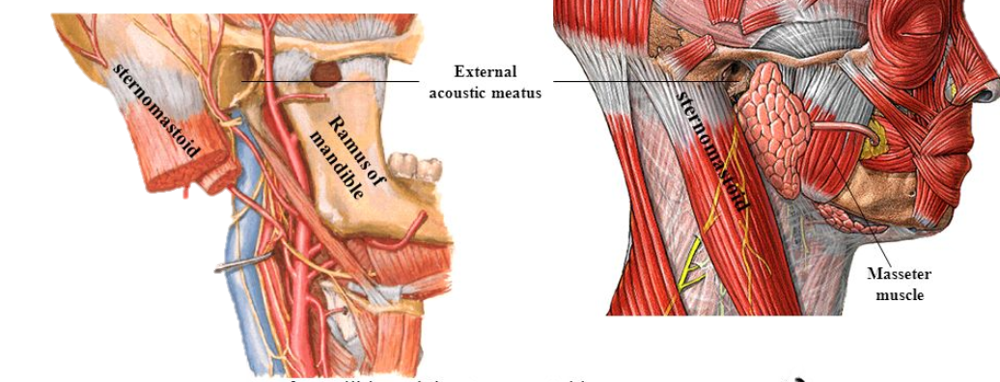 sternomastoid
Ramus of
mandible
External
acoustic meatus
sternomastoid
Masseter
muscle